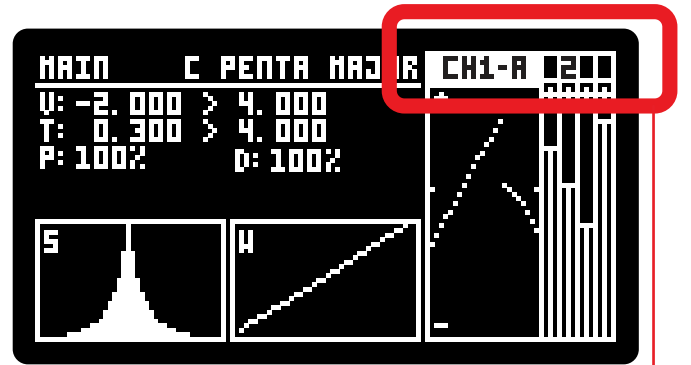 MAIN C PENTA MAJOR
CH1-A 2
V: -2.000 > 4.000
T: 0.300 > 4.000
P: 100% D: 100%
S
W
+
-